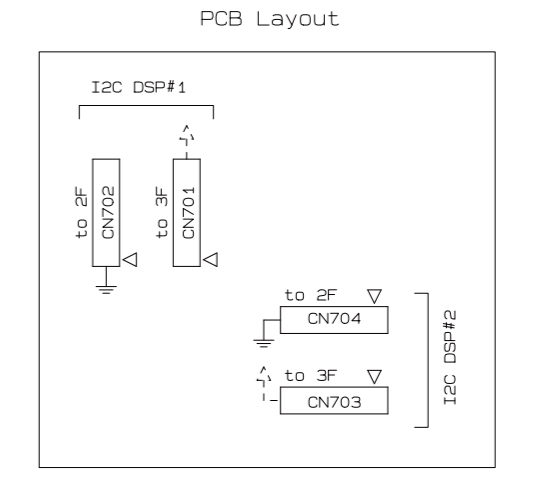 PCB Layout
I2C DSP#1
to 2F
CN702
to 3F
CN701
to 2F
CN704
to 3F
CN703
I2C DSP#2